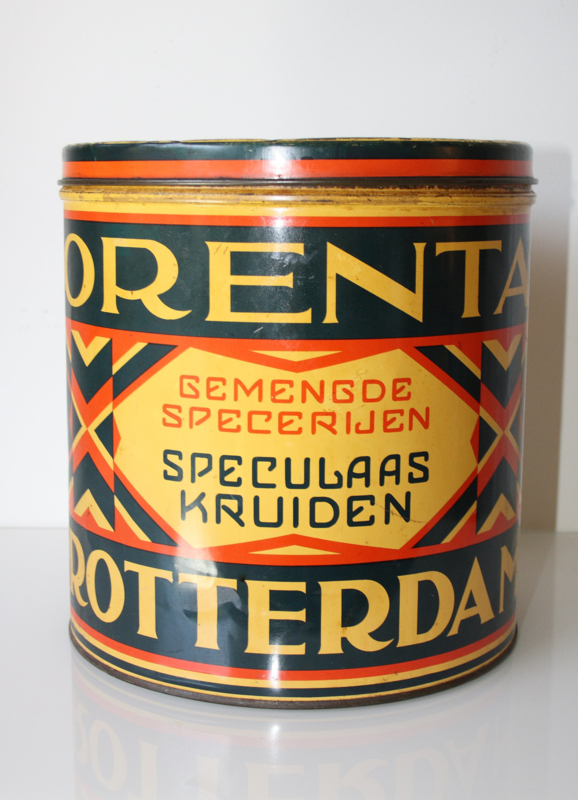 ORENTA
GEMENGDE
SPECERIJEN
SPECULAAS
KRUIDEN
ROTTERDAM